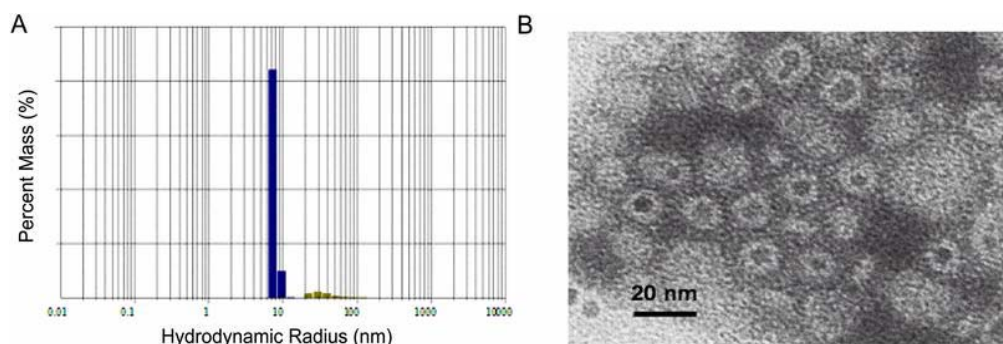 A
B
Percent Mass (%)
0.01 0.1 1 10 100 1000 10000
Hydrodynamic Radius (nm)
20 nm